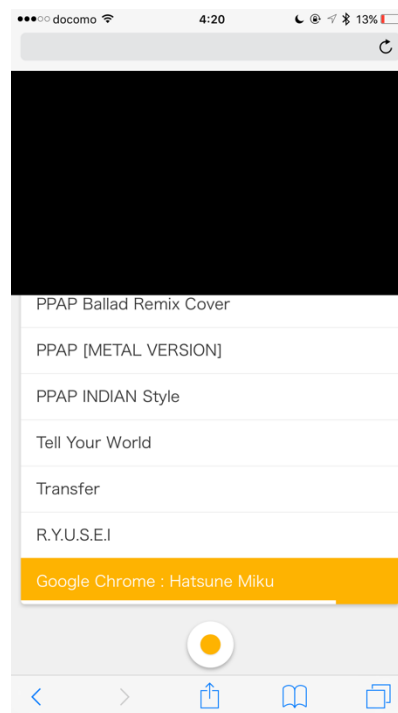 docomo 4:20 13%
PPAP Ballad Remix Cover
PPAP [METAL VERSION]
PPAP INDIAN Style
Tell Your World
Transfer
R.Y.U.S.E.I
Google Chrome : Hatsune Miku